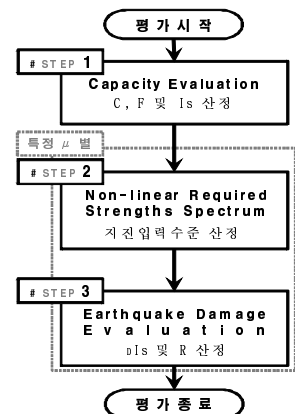 평 가 시 작
# STEP 1
Capacity Evaluation
C, F 및 Is 산정
특정 μ 별
# STEP 2
Non-linear Required
Strengths Spectrum
지진입력수준 산정
# STEP 3
Earthquake Damage
Evaluation
DIs 및 R 산정
평 가 종 료